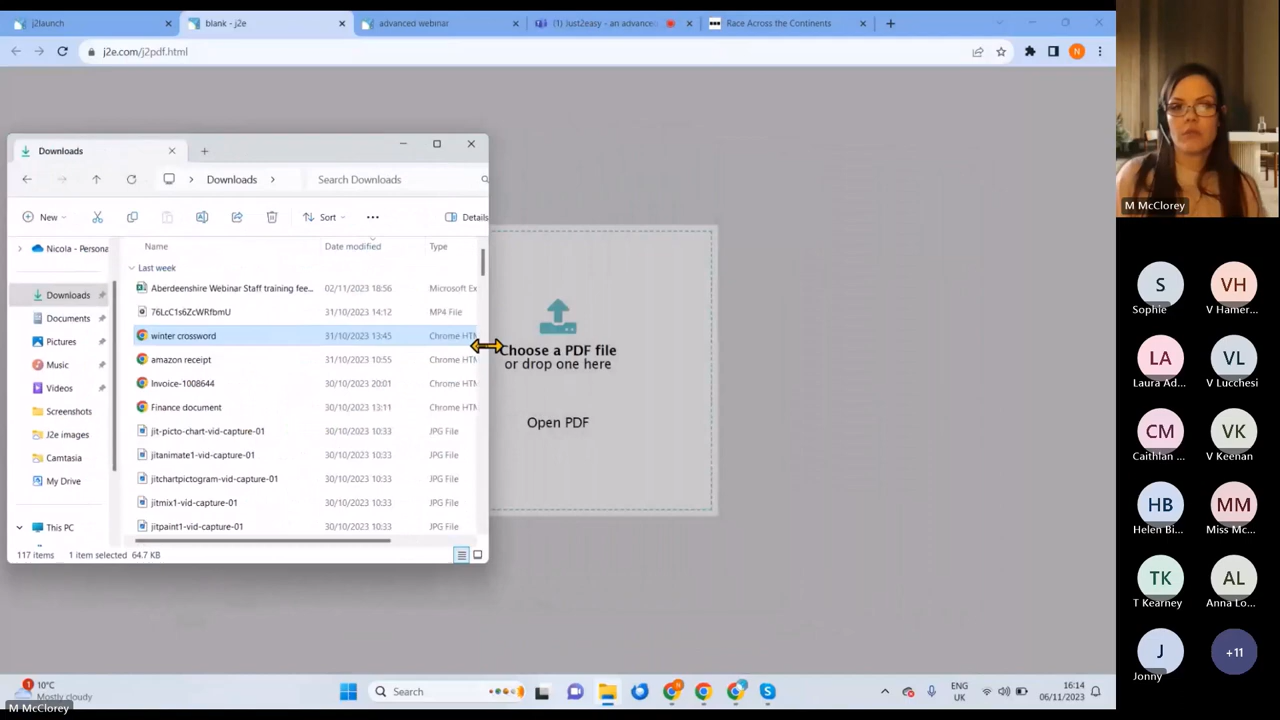 j2launch
blank - j2e
advanced webinar
(1) Just2easy - an advanced
Race Across the Continents
j2e.com/j2pdf.html
N
Downloads
Downloads
Search Downloads
New
Sort
Details
Nicola - Persona
Downloads
Documents
Pictures
Music
Videos
Screenshots
J2e images
Camtasia
My Drive
This PC
Name Date modified Type
Last week
Aberdeenshire Webinar Staff training fee... 02/11/2023 18:56 Microsoft Ex
76LcC1s6ZcWRfbmU 31/10/2023 14:12 MP4 File
winter crossword 31/10/2023 13:45 Chrome HT
amazon receipt 31/10/2023 10:55 Chrome HT
Invoice-1008644 30/10/2023 20:01 Chrome HT
Finance document 30/10/2023 13:11 Chrome HT
jit-picto-chart-vid-capture-01 30/10/2023 10:33 JPG File
jitanimate1-vid-capture-01 30/10/2023 10:33 JPG File
jitchartpictogram-vid-capture-01 30/10/2023 10:33 JPG File
jitmix1-vid-capture-01 30/10/2023 10:33 JPG File
jitpaint1-vid-capture-01 30/10/2023 10:33 JPG File
117 items 1 item selected 64.7 KB
Choose a PDF file
or drop one here
Open PDF
1
10°C
Mostly cloudy
M McClorey
Search
ENG
UK
16:14
06/11/2023
M McClorey
S
Sophie
VH
V Hamer...
LA
Laura Ad...
VL
V Lucchesi
CM
Caithlan ...
VK
V Keenan
HB
Helen Bi...
MM
Miss Mc...
TK
T Kearney
AL
Anna Lo...
J
Jonny
+11